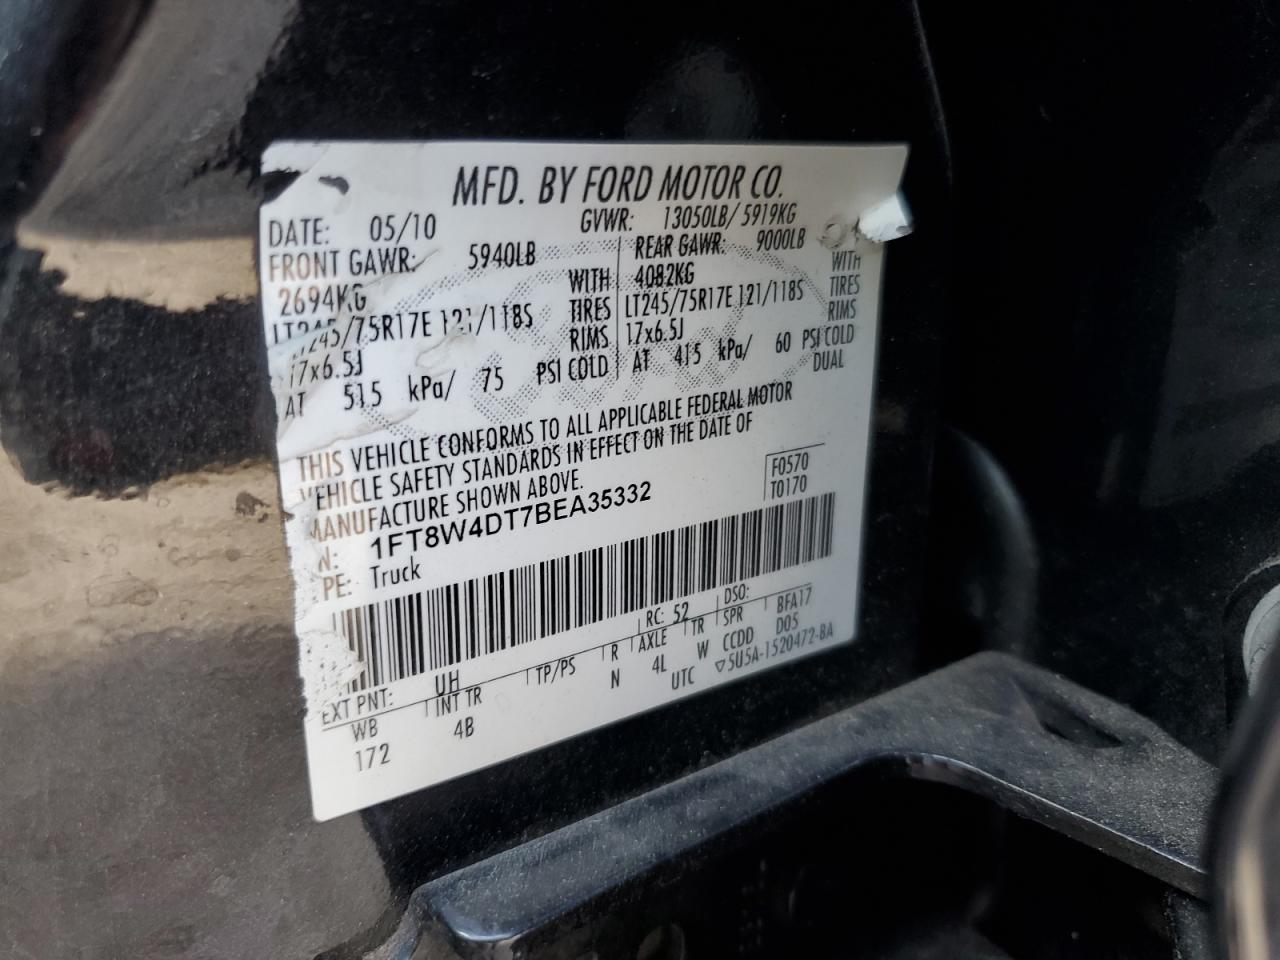 MFD. BY FORD MOTOR CO.
DATE: 05/10 GVWR: 13050LB/ 5919KG
FRONT GAWR: 5940LB REAR GAWR: 9000LB
2694KG WITH 4082KG WITH
LT245/75R17E 121/118S TIRES LT245/75R17E 121/118S TIRES
17x6.5J RIMS 17x6.5J RIMS
AT 515 kPa/ 75 PSI COLD AT 415 kPa/ 60 PSI COLD
DUAL
THIS VEHICLE CONFORMS TO ALL APPLICABLE FEDERAL MOTOR
VEHICLE SAFETY STANDARDS IN EFFECT ON THE DATE OF
MANUFACTURE SHOWN ABOVE.
F0570
T0170
N: 1FT8W4DT7BEA35332
PE: Truck
EXT PNT: UH RC: 52 DSO:
WB INT TR TP/PS R AXLE TR SPR BFA17
172 4B N 4L W CCDD D05
UTC ▽5U5A-1520472-BA